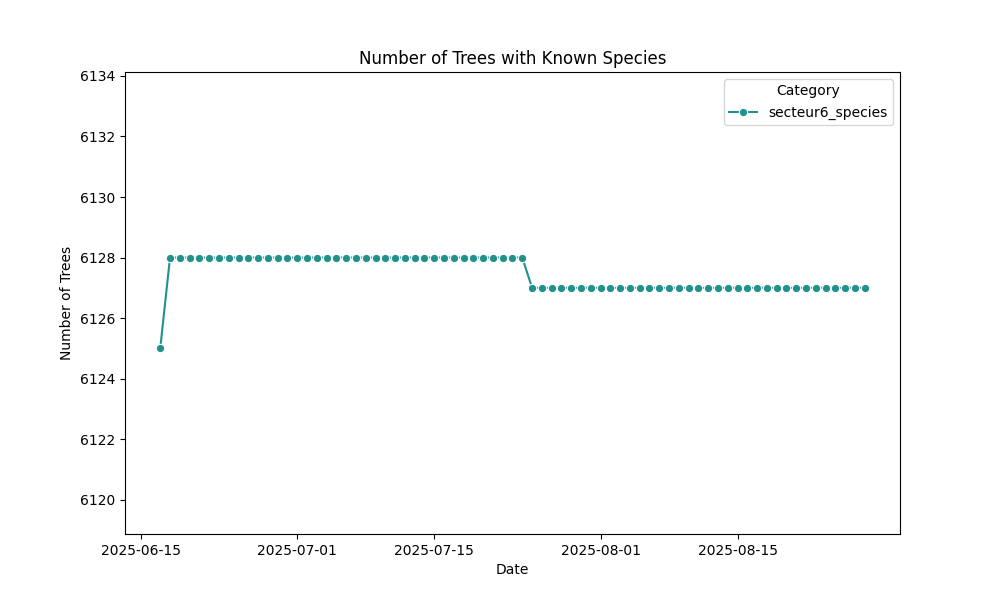 Number of Trees with Known Species
Category
secteur6_species
Number of Trees
6134
6132
6130
6128
6126
6124
6122
6120
2025-06-15
2025-07-01
2025-07-15
2025-08-01
2025-08-15
Date